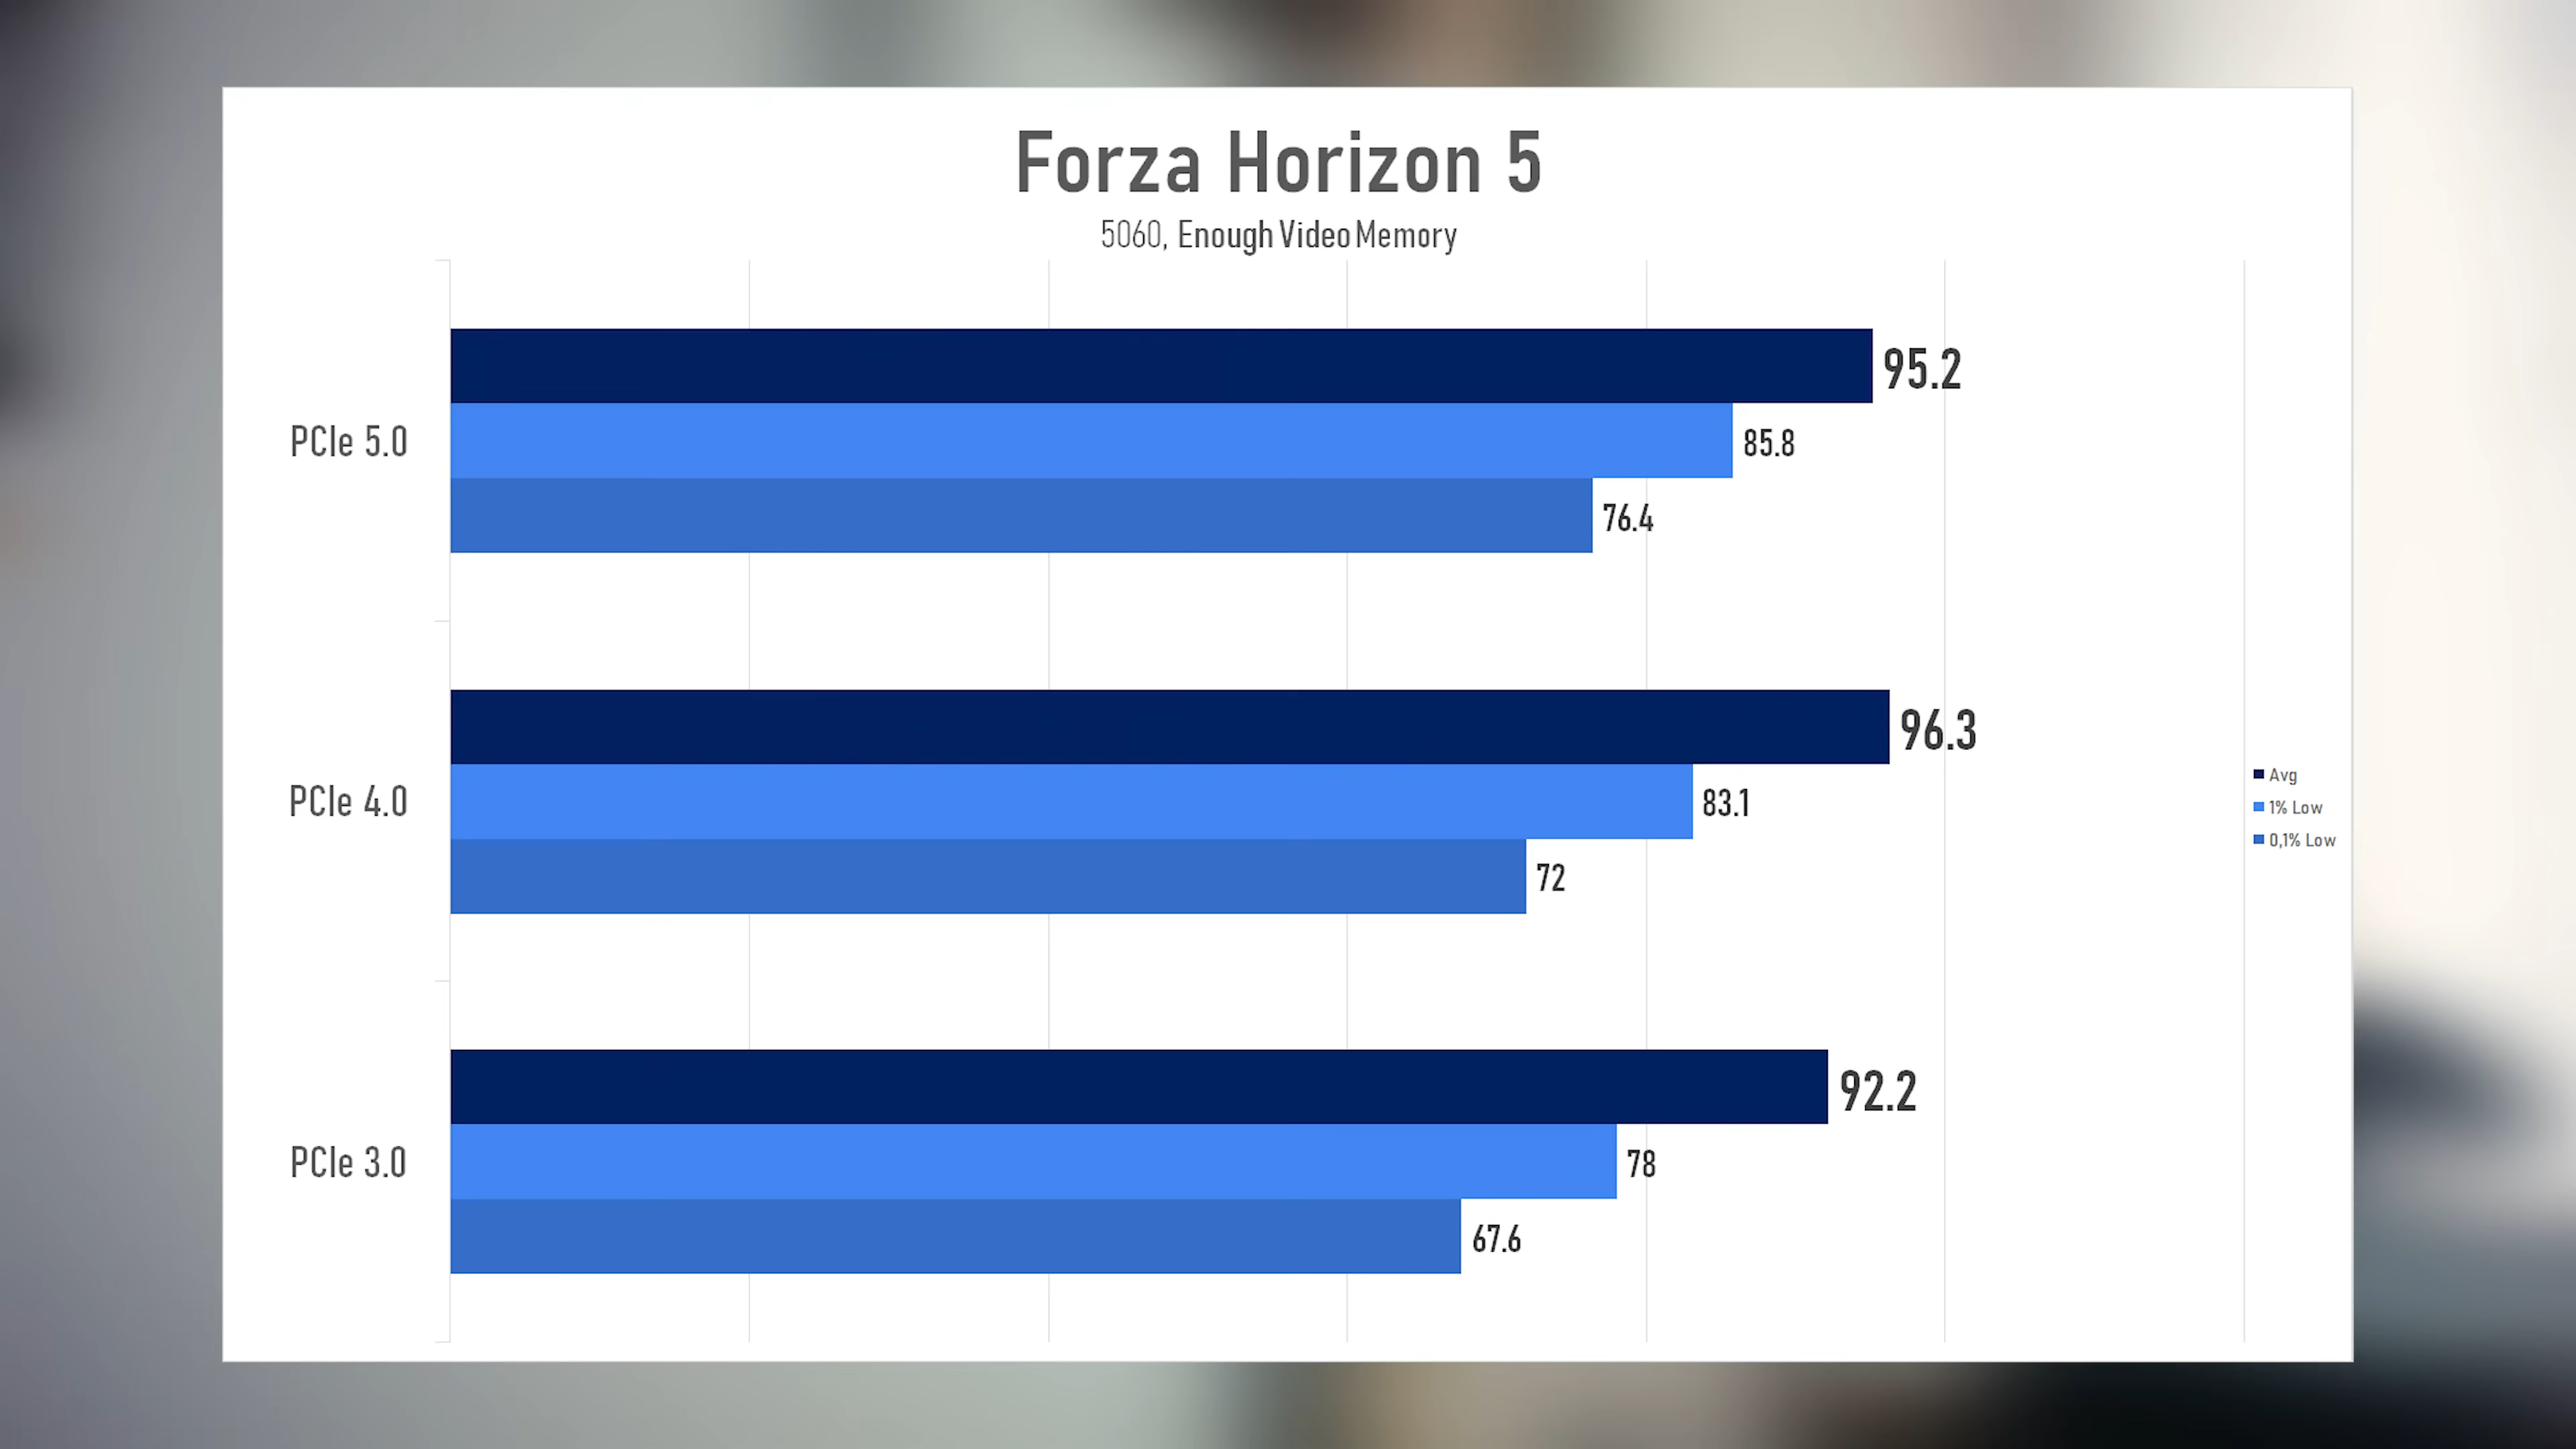 Forza Horizon 5
5060, Enough Video Memory
PCIe 5.0
95.2
85.8
76.4
PCIe 4.0
96.3
83.1
72
PCIe 3.0
92.2
78
67.6
Avg
1% Low
0,1% Low